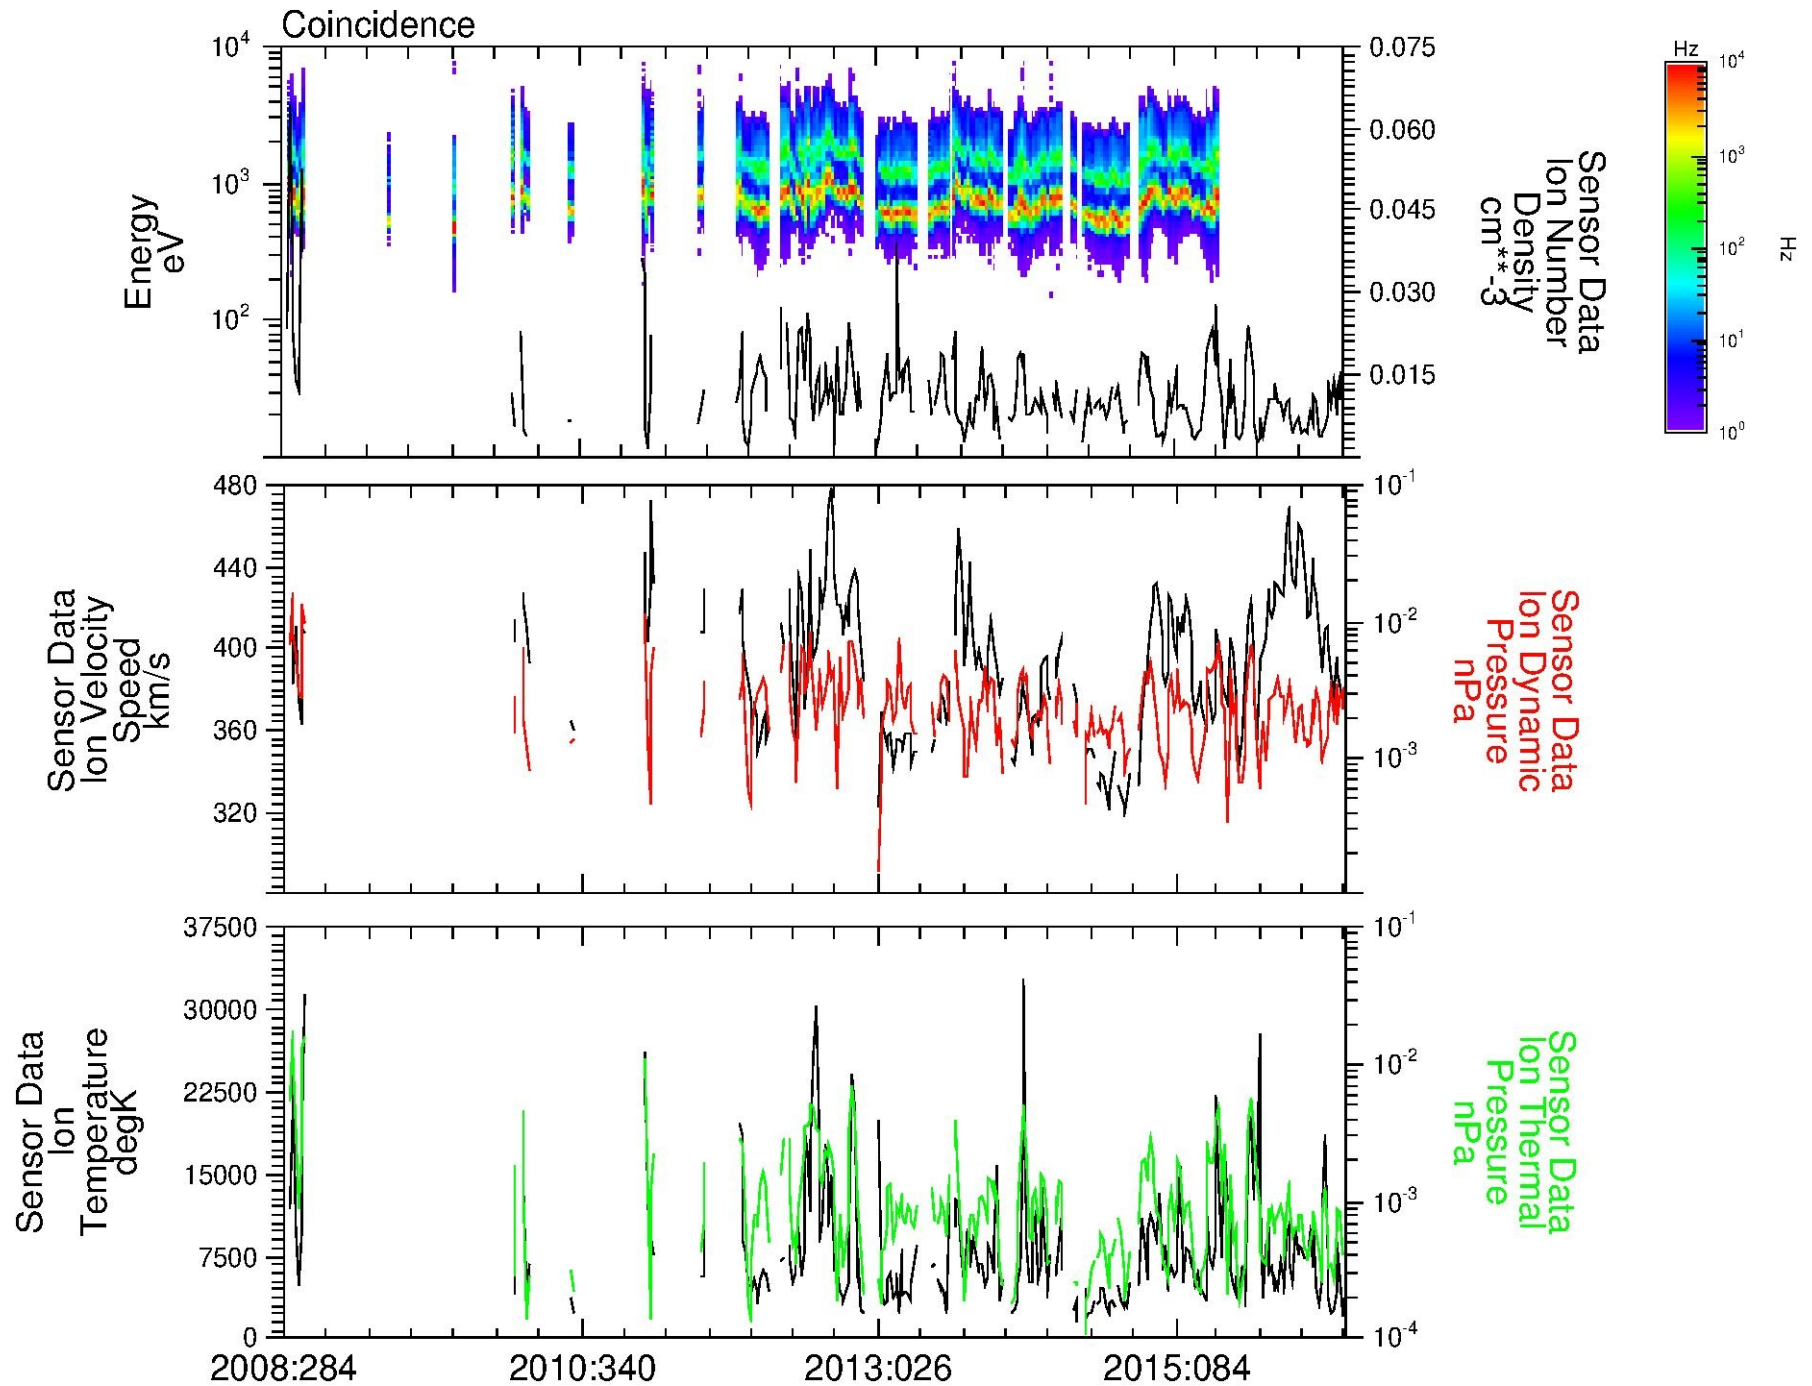 Coincidence
10^4
10^3
10^2
Energy
eV
0.075
0.060
0.045
0.030
0.015
Sensor Data
Ion Number
Density
cm**-3
Hz
10^4
10^3
10^2
10^1
10^0
Hz
480
440
400
360
320
Sensor Data
Ion Velocity
Speed
km/s
10^-1
10^-2
10^-3
Sensor Data
Ion Dynamic
Pressure
nPa
37500
30000
22500
15000
7500
0
Sensor Data
Ion
Temperature
degK
10^-1
10^-2
10^-3
10^-4
Sensor Data
Ion Thermal
Pressure
nPa
2008:284
2010:340
2013:026
2015:084